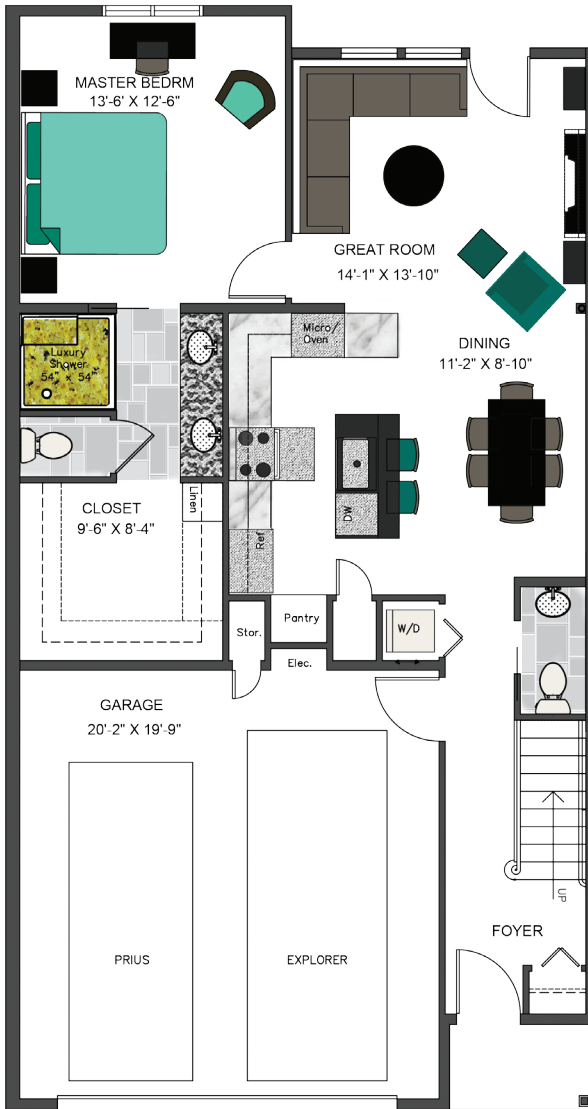 MASTER BEDRM
13'-6' X 12'-6"
GREAT ROOM
14'-1" X 13'-10"
Micro/
Oven
DINING
11'-2" X 8'-10"
Luxury
Shower
54" x 54"
CLOSET
9'-6" X 8'-4"
Linen
DW
Ref
Stor.
Pantry
W/D
Elec.
GARAGE
20'-2" X 19'-9"
UP
FOYER
PRIUS
EXPLORER